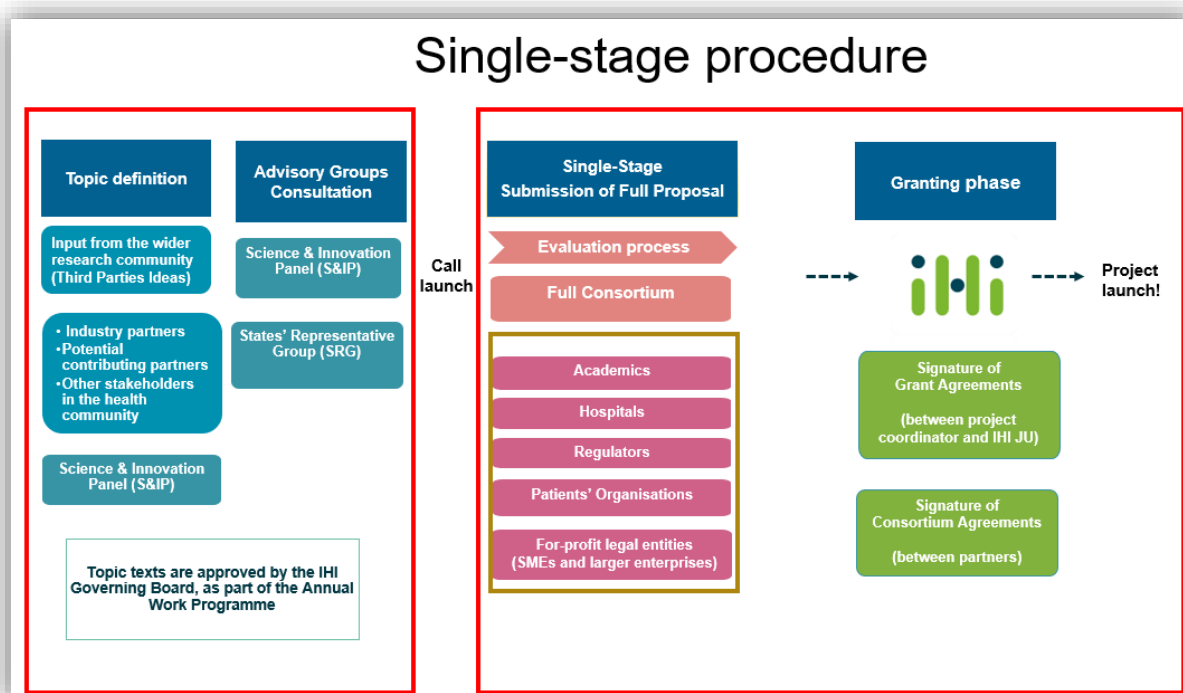 Single-stage procedure
Topic definition
Input from the wider
research community
(Third Parties Ideas)
• Industry partners
•Potential
contributing partners
•Other stakeholders
in the health
community
Science & Innovation
Panel (S&IP)
Advisory Groups
Consultation
Science & Innovation
Panel (S&IP)
States' Representative
Group (SRG)
Topic texts are approved by the IHI
Governing Board, as part of the Annual
Work Programme
Call
launch
Single-Stage
Submission of Full Proposal
Evaluation process
Full Consortium
Academics
Hospitals
Regulators
Patients' Organisations
For-profit legal entities
(SMEs and larger enterprises)
Granting phase
iHi
Signature of
Grant Agreements
(between project
coordinator and IHI JU)
Signature of
Consortium Agreements
(between partners)
Project
launch!